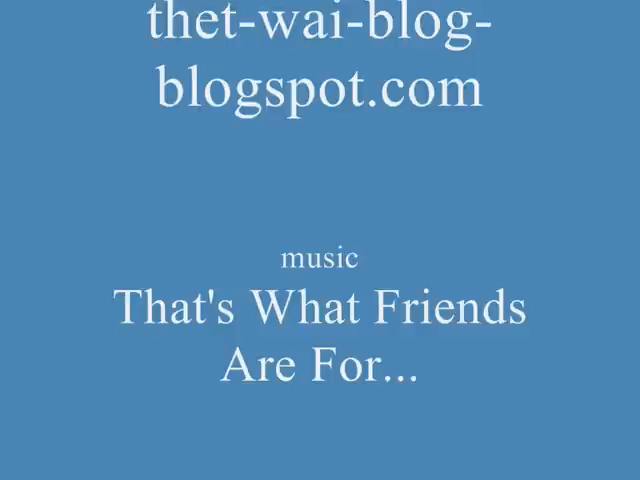 thet-wai-blog-
blogspot.com
music
That's What Friends
Are For...